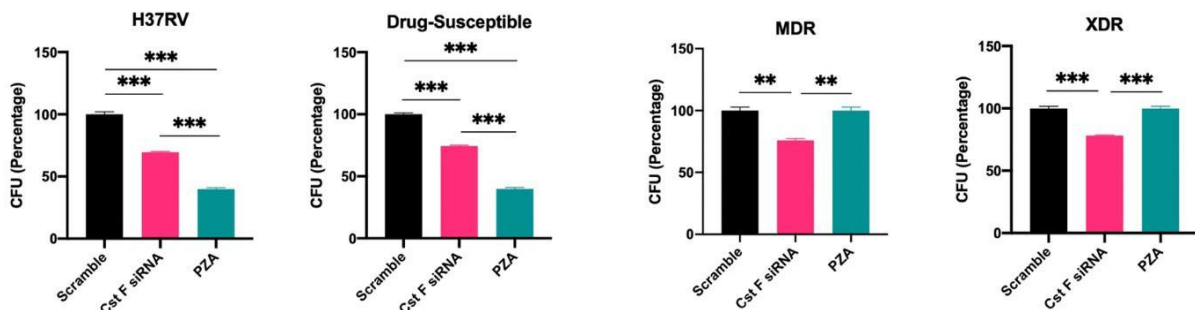 H37RV
CFU (Percentage)
150
100
50
0
***
***
***
Scramble
Cst F siRNA
PZA
Drug-Susceptible
CFU (Percentage)
150
100
50
0
***
***
***
Scramble
Cst F siRNA
PZA
MDR
CFU (Percentage)
150
100
50
0
**
**
Scramble
Cst F siRNA
PZA
XDR
CFU (Percentage)
150
100
50
0
***
***
Scramble
Cst F siRNA
PZA